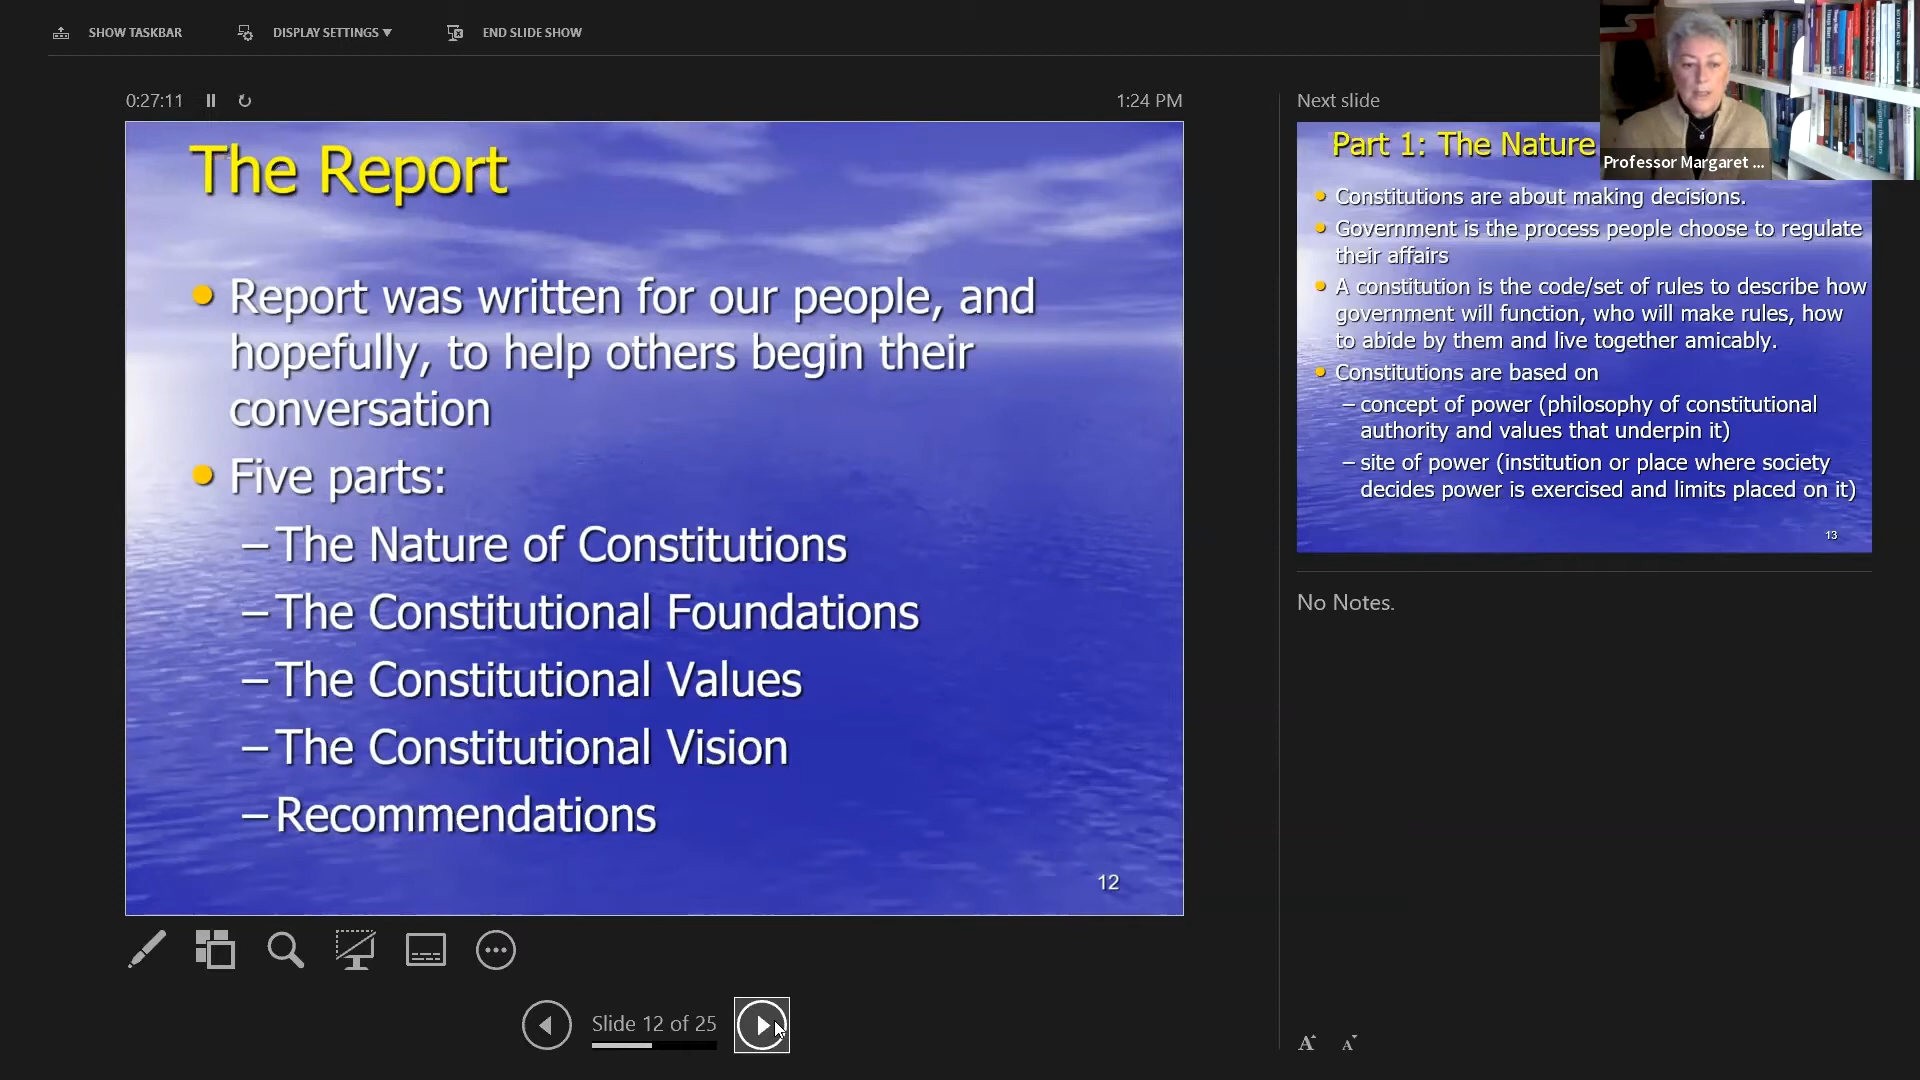 SHOW TASKBAR
DISPLAY SETTINGS ▼
END SLIDE SHOW
0:27:11
1:24 PM
The Report
• Report was written for our people, and
hopefully, to help others begin their
conversation
• Five parts:
–The Nature of Constitutions
–The Constitutional Foundations
–The Constitutional Values
–The Constitutional Vision
–Recommendations
12
Slide 12 of 25
Next slide
Part 1: The Nature
• Constitutions are about making decisions.
• Government is the process people choose to regulate
their affairs
• A constitution is the code/set of rules to describe how
government will function, who will make rules, how
to abide by them and live together amicably.
• Constitutions are based on
– concept of power (philosophy of constitutional
authority and values that underpin it)
– site of power (institution or place where society
decides power is exercised and limits placed on it)
13
No Notes.
A A
Professor Margaret ...